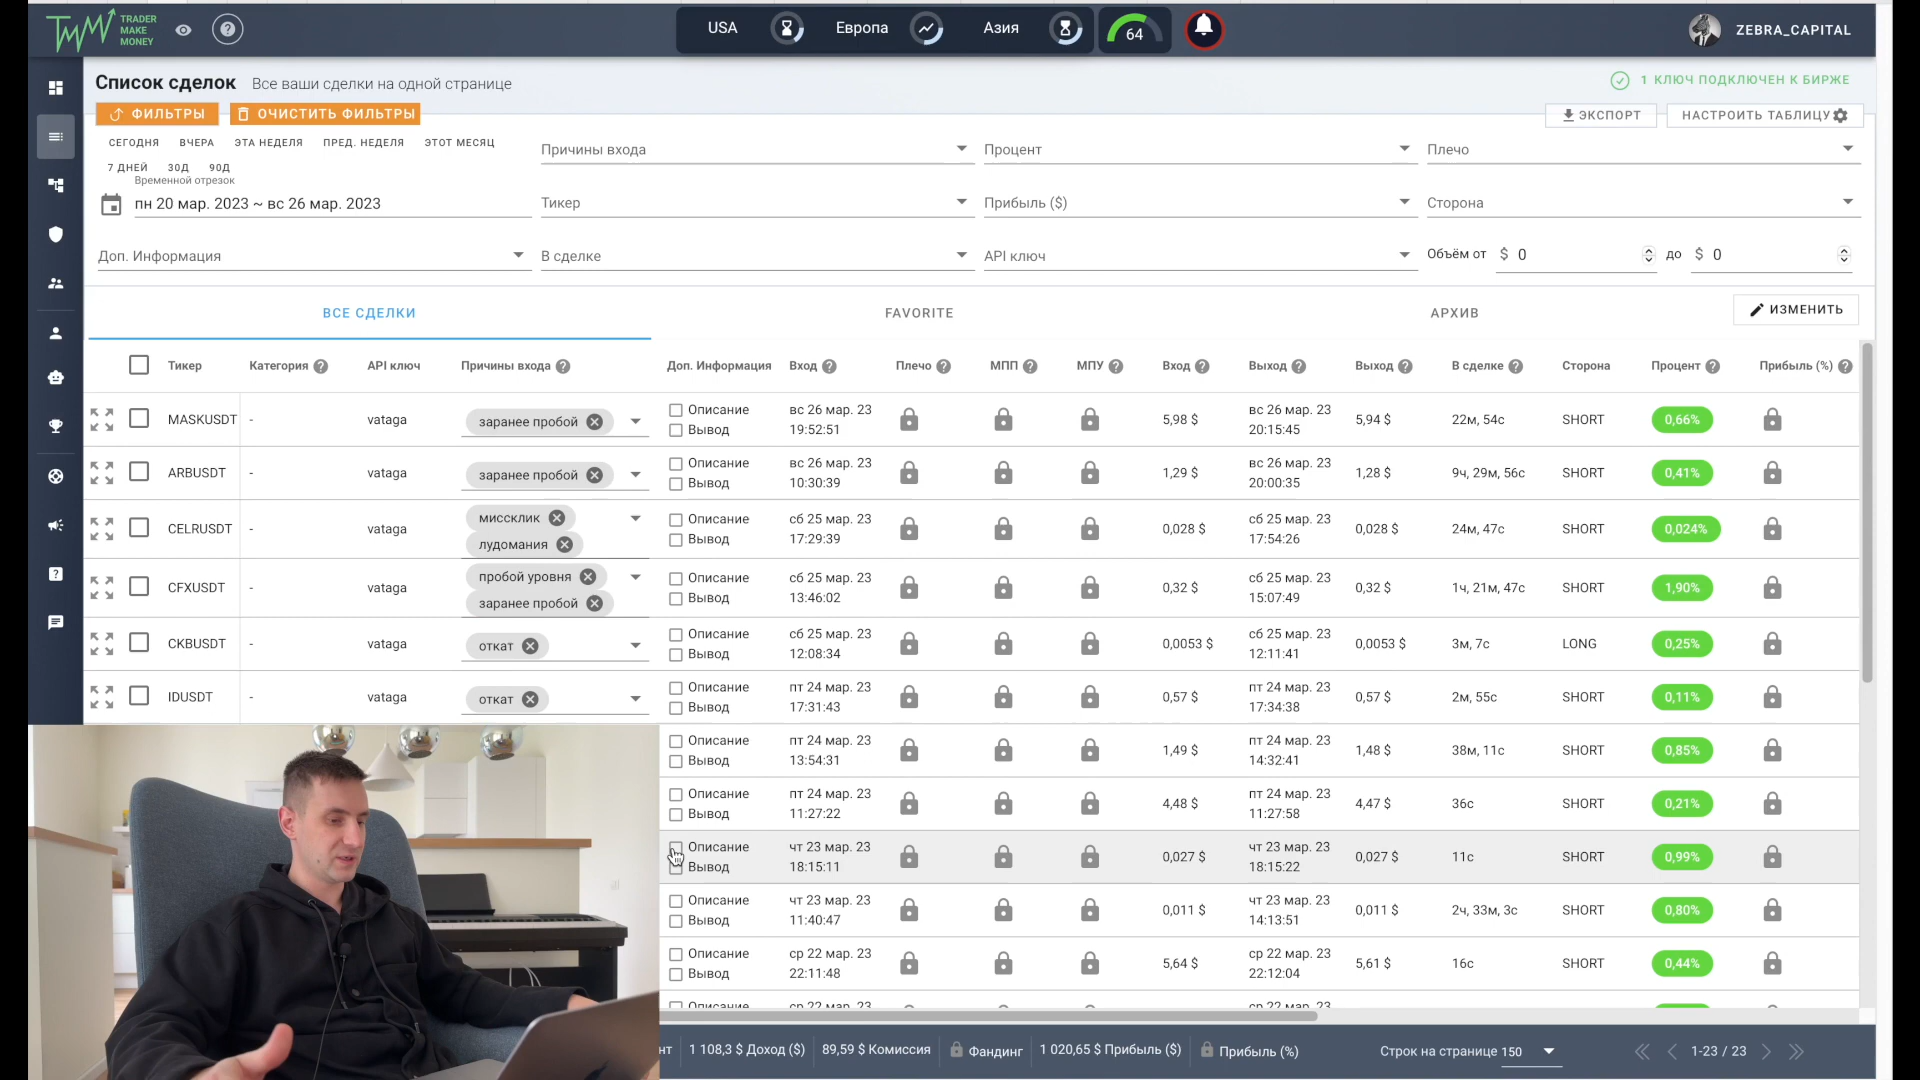 TRADER
MAKE
MONEY
USA
Европа
Азия
64
ZEBRA_CAPITAL
Список сделок
Все ваши сделки на одной странице
1 КЛЮЧ ПОДКЛЮЧЕН К БИРЖЕ
ФИЛЬТРЫ
ОЧИСТИТЬ ФИЛЬТРЫ
ЭКСПОРТ
НАСТРОИТЬ ТАБЛИЦУ
СЕГОДНЯ ВЧЕРА ЭТА НЕДЕЛЯ ПРЕД. НЕДЕЛЯ ЭТОТ МЕСЯЦ
7 ДНЕЙ 30Д 90Д
Временной отрезок
пн 20 мар. 2023 ~ вс 26 мар. 2023
Причины входа
Процент
Плечо
Тикер
Прибыль ($)
Сторона
Доп. Информация
В сделке
API ключ
Объём от $ 0 до $ 0
ВСЕ СДЕЛКИ
FAVORITE
АРХИВ
ИЗМЕНИТЬ
Тикер Категория API ключ Причины входа Доп. Информация Вход Плечо МПП МПУ Вход Выход Выход В сделке Сторона Процент Прибыль (%)
MASKUSDT - vataga заранее пробой Описание Вывод вс 26 мар. 23 19:52:51 5,98 $ вс 26 мар. 23 20:15:45 5,94 $ 22м, 54с SHORT 0,66%
ARBUSDT - vataga заранее пробой Описание Вывод вс 26 мар. 23 10:30:39 1,29 $ вс 26 мар. 23 20:00:35 1,28 $ 9ч, 29м, 56с SHORT 0,41%
CELRUSDT - vataga миссклик лудомания Описание Вывод сб 25 мар. 23 17:29:39 0,028 $ сб 25 мар. 23 17:54:26 0,028 $ 24м, 47с SHORT 0,024%
CFXUSDT - vataga пробой уровня заранее пробой Описание Вывод сб 25 мар. 23 13:46:02 0,32 $ сб 25 мар. 23 15:07:49 0,32 $ 1ч, 21м, 47с SHORT 1,90%
CKBUSDT - vataga откат Описание Вывод сб 25 мар. 23 12:08:34 0,0053 $ сб 25 мар. 23 12:11:41 0,0053 $ 3м, 7с LONG 0,25%
IDUSDT - vataga откат Описание Вывод пт 24 мар. 23 17:31:43 0,57 $ пт 24 мар. 23 17:34:38 0,57 $ 2м, 55с SHORT 0,11%
Описание Вывод пт 24 мар. 23 13:54:31 1,49 $ пт 24 мар. 23 14:32:41 1,48 $ 38м, 11с SHORT 0,85%
Описание Вывод пт 24 мар. 23 11:27:22 4,48 $ пт 24 мар. 23 11:27:58 4,47 $ 36с SHORT 0,21%
Описание Вывод чт 23 мар. 23 18:15:11 0,027 $ чт 23 мар. 23 18:15:22 0,027 $ 11с SHORT 0,99%
Описание Вывод чт 23 мар. 23 11:40:47 0,011 $ чт 23 мар. 23 14:13:51 0,011 $ 2ч, 33м, 3с SHORT 0,80%
Описание Вывод ср 22 мар. 23 22:11:48 5,64 $ ср 22 мар. 23 22:12:04 5,61 $ 16с SHORT 0,44%
Описание ср 22 мар. 23 ср 22 мар. 23
нт 1 108,3 $ Доход ($) 89,59 $ Комиссия Фандинг 1 020,65 $ Прибыль ($) Прибыль (%) Строк на странице 150 1-23 / 23